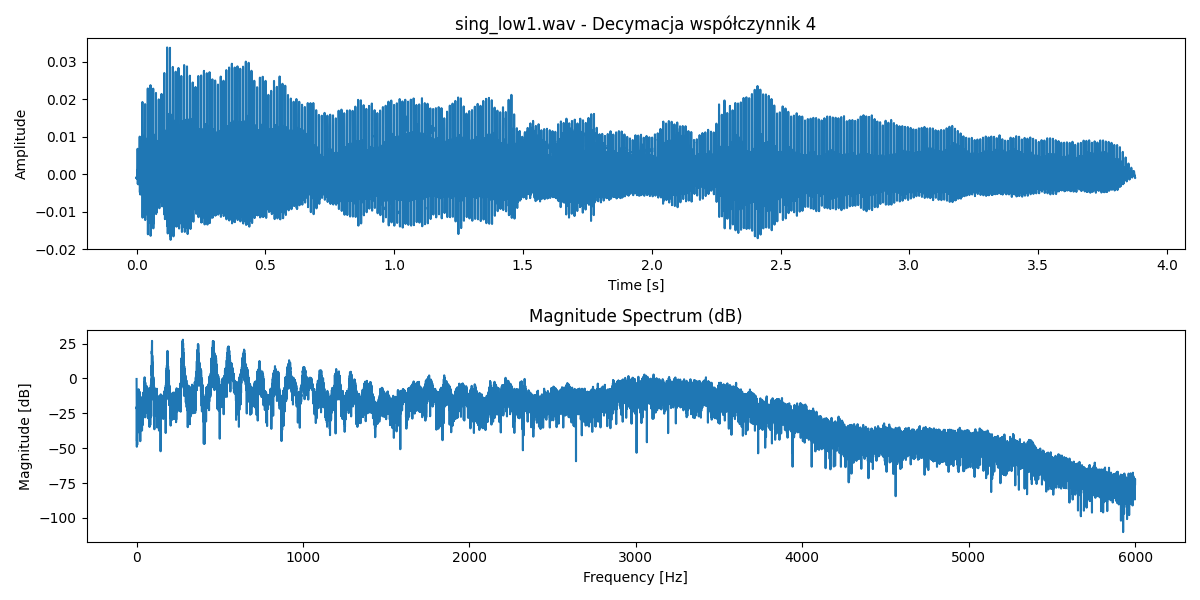 sing_low1.wav - Decymacja współczynnik 4
0.03
0.02
0.01
0.00
−0.01
−0.02
Amplitude
0.0 0.5 1.0 1.5 2.0 2.5 3.0 3.5 4.0
Time [s]
Magnitude Spectrum (dB)
25
0
−25
−50
−75
−100
Magnitude [dB]
0 1000 2000 3000 4000 5000 6000
Frequency [Hz]